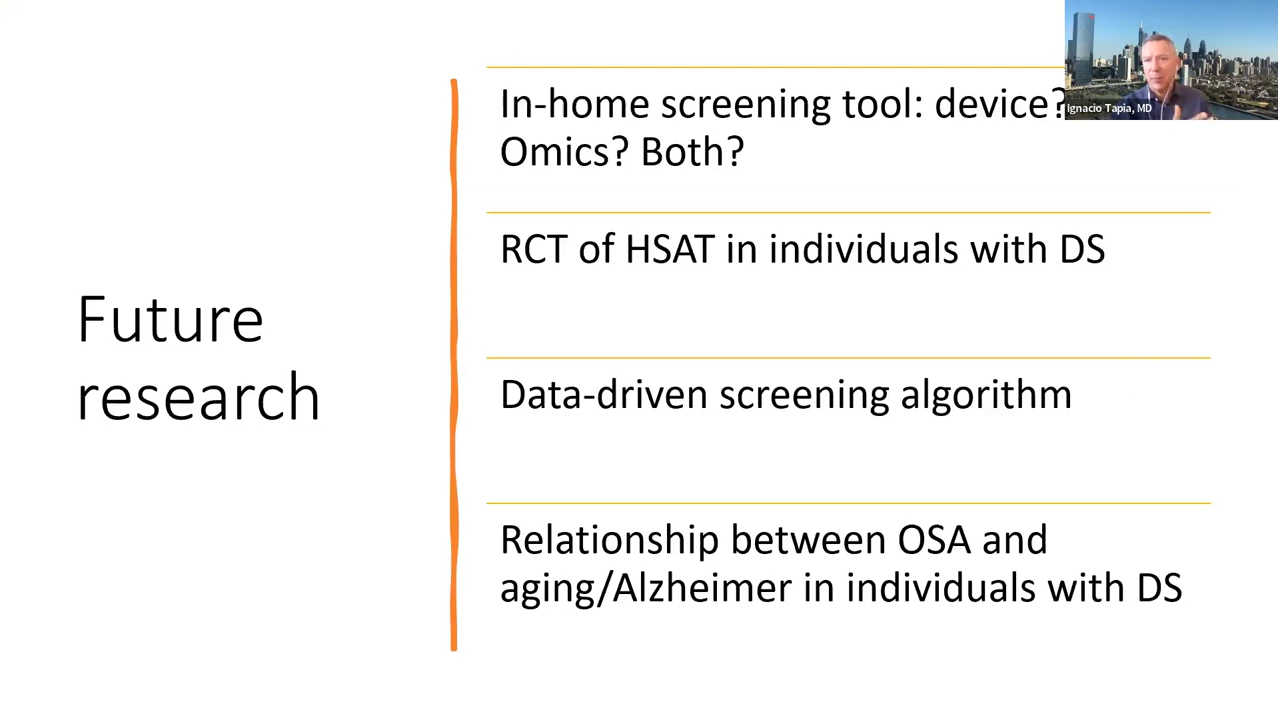 Future
research
In-home screening tool: device?
Omics? Both?
RCT of HSAT in individuals with DS
Data-driven screening algorithm
Relationship between OSA and
aging/Alzheimer in individuals with DS
Ignacio Tapia, MD